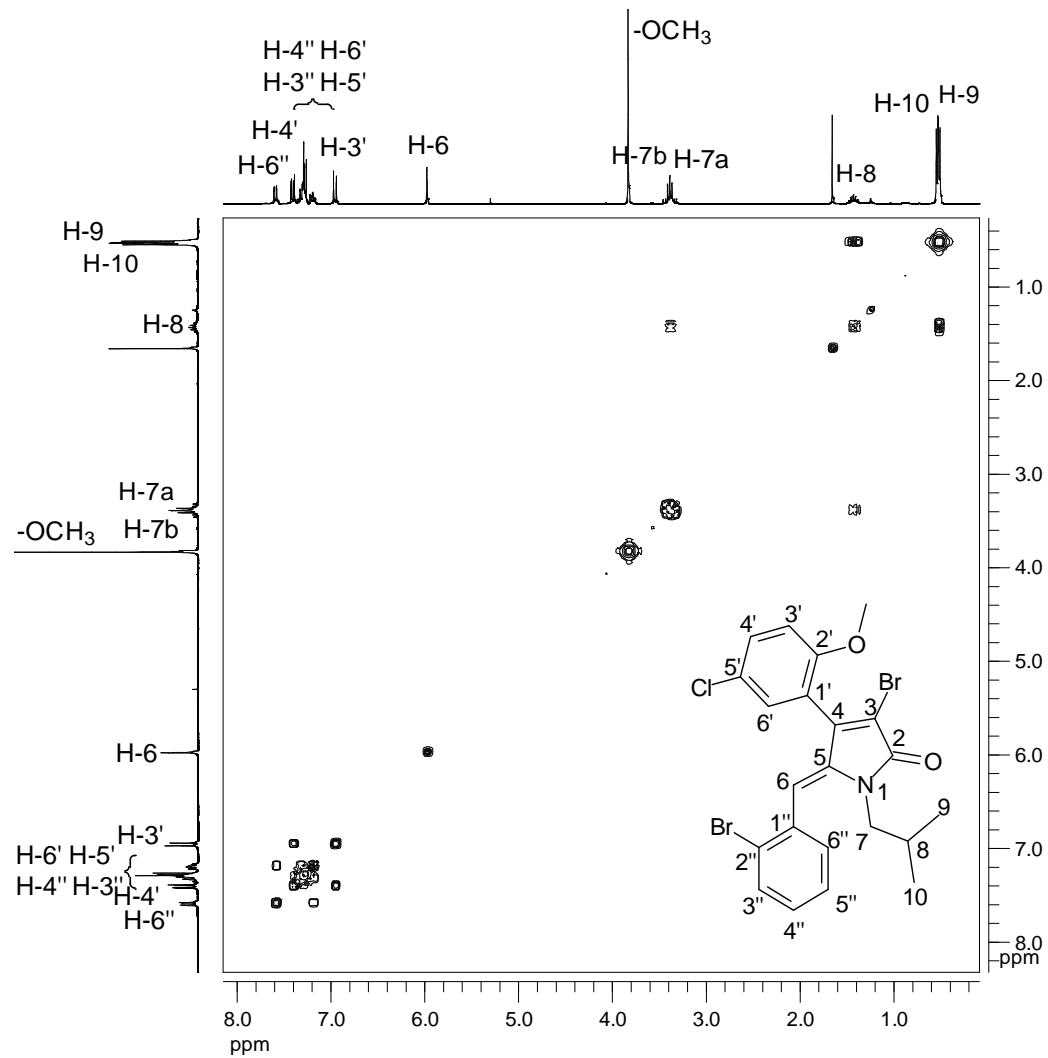 -OCH3
H-4'' H-6'
H-3'' H-5'
H-10 H-9
H-4'
H-6'' H-3' H-6 H-7b H-7a H-8
H-9
H-10
H-8
H-7a
-OCH3 H-7b
H-6
H-3'
H-6' H-5'
H-4'' H-3''
H-4'
H-6''
1.0
2.0
3.0
4.0
5.0
6.0
7.0
8.0
ppm
4' 3'
2' O
5'
Cl 1' Br
6' 4 3
2
5 O
6 N 1
1'' 9
Br 6'' 7
2'' 8
3'' 5'' 10
4''
8.0 7.0 6.0 5.0 4.0 3.0 2.0 1.0
ppm